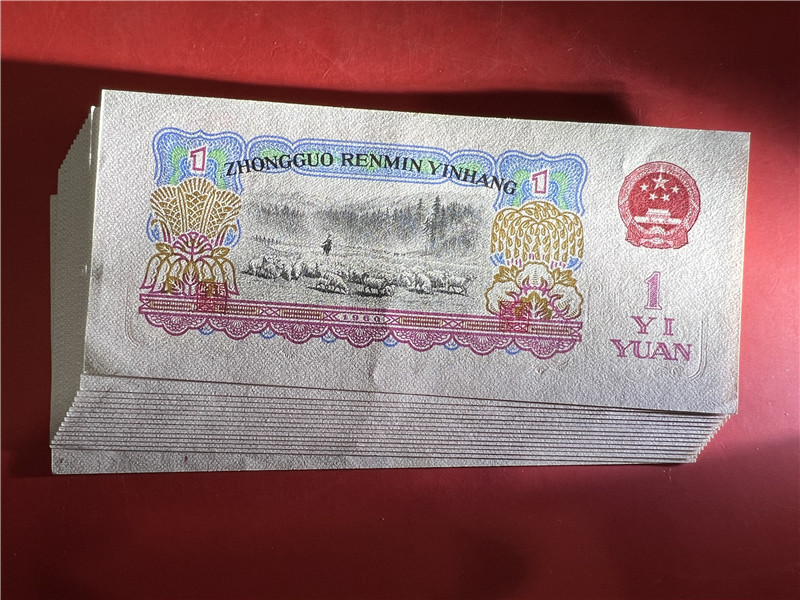 1
ZHONGGUO RENMIN YINHANG
1
1960
1
YI
YUAN